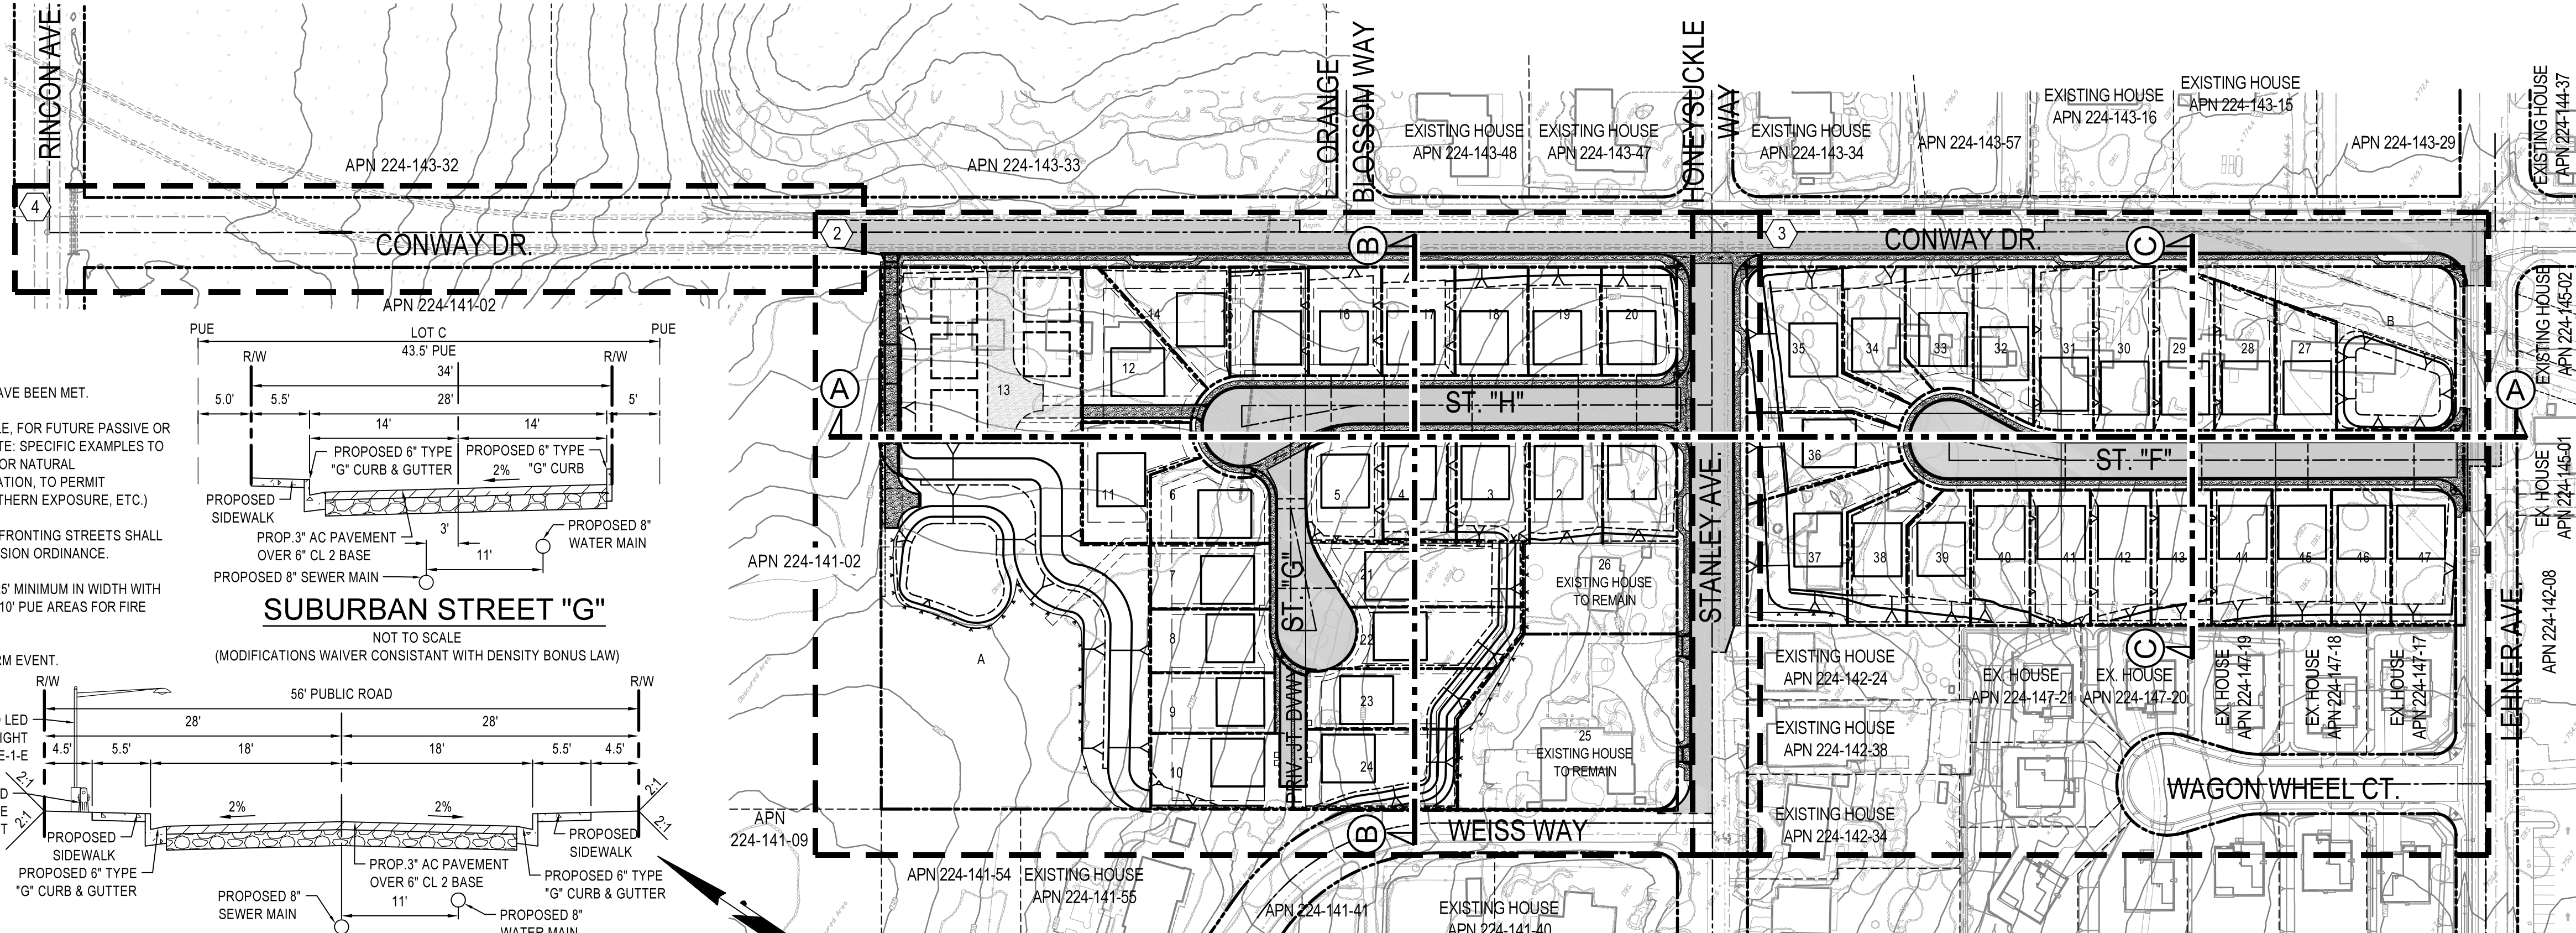 RINCON AVE.
APN 224-143-32
APN 224-143-33
ORANGE
BLOSSOM WAY
EXISTING HOUSE
APN 224-143-48
EXISTING HOUSE
APN 224-143-47
HONEYSUCKLE
WAY
EXISTING HOUSE
APN 224-143-34
APN 224-143-57
EXISTING HOUSE
APN 224-143-16
EXISTING HOUSE
APN 224-143-15
APN 224-143-29
EXISTING HOUSE
APN 224-144-37
4
CONWAY DR.
2
B
3
CONWAY DR.
C
APN 224-141-02
EXISTING HOUSE
APN 224-145-02
PUE
LOT C
PUE
43.5' PUE
R/W
R/W
34'
5.0'
5.5'
28'
5'
14'
14'
PROPOSED 6" TYPE
"G" CURB & GUTTER
PROPOSED 6" TYPE
"G" CURB
2%
PROPOSED
SIDEWALK
PROP.3" AC PAVEMENT
OVER 6" CL 2 BASE
3'
11'
PROPOSED 8"
WATER MAIN
PROPOSED 8" SEWER MAIN
SUBURBAN STREET "G"
NOT TO SCALE
(MODIFICATIONS WAIVER CONSISTANT WITH DENSITY BONUS LAW)
AVE BEEN MET.
LE, FOR FUTURE PASSIVE OR
TE: SPECIFIC EXAMPLES TO
OR NATURAL
ATION, TO PERMIT
THERN EXPOSURE, ETC.)
FRONTING STREETS SHALL
SION ORDINANCE.
5' MINIMUM IN WIDTH WITH
10' PUE AREAS FOR FIRE
RM EVENT.
R/W
R/W
56' PUBLIC ROAD
28'
28'
LED
IGHT
E-1-E
4.5'
5.5'
18'
18'
5.5'
4.5'
2:1
2:1
2:1
2:1
2%
2%
PROPOSED
SIDEWALK
PROPOSED 6" TYPE
"G" CURB & GUTTER
PROP.3" AC PAVEMENT
OVER 6" CL 2 BASE
11'
PROPOSED
SIDEWALK
PROPOSED 6" TYPE
"G" CURB & GUTTER
PROPOSED 8"
SEWER MAIN
PROPOSED 8"
WATER MAIN
14
16
17
18
19
20
12
13
A
ST. "H"
11
6
5
4
3
2
1
7
8
9
10
ST. "G"
21
22
23
24
PRIV. JT. DWY
26
EXISTING HOUSE
TO REMAIN
25
EXISTING HOUSE
TO REMAIN
A
APN 224-141-02
STANLEY AVE.
35
34
33
32
31
30
29
28
27
B
A
36
ST. "F"
37
38
39
40
41
42
43
44
45
46
47
EX. HOUSE
APN 224-145-01
APN 224-142-08
LEHNER AVE.
C
EXISTING HOUSE
APN 224-142-24
EX. HOUSE
APN 224-147-21
EX. HOUSE
APN 224-147-20
EX. HOUSE
APN 224-147-19
EX. HOUSE
APN 224-147-18
EX. HOUSE
APN 224-147-17
EXISTING HOUSE
APN 224-142-38
EXISTING HOUSE
APN 224-142-34
WAGON WHEEL CT.
APN
224-141-09
B
WEISS WAY
APN 224-141-54
EXISTING HOUSE
APN 224-141-55
APN 224-141-41
EXISTING HOUSE
APN 224-141-40